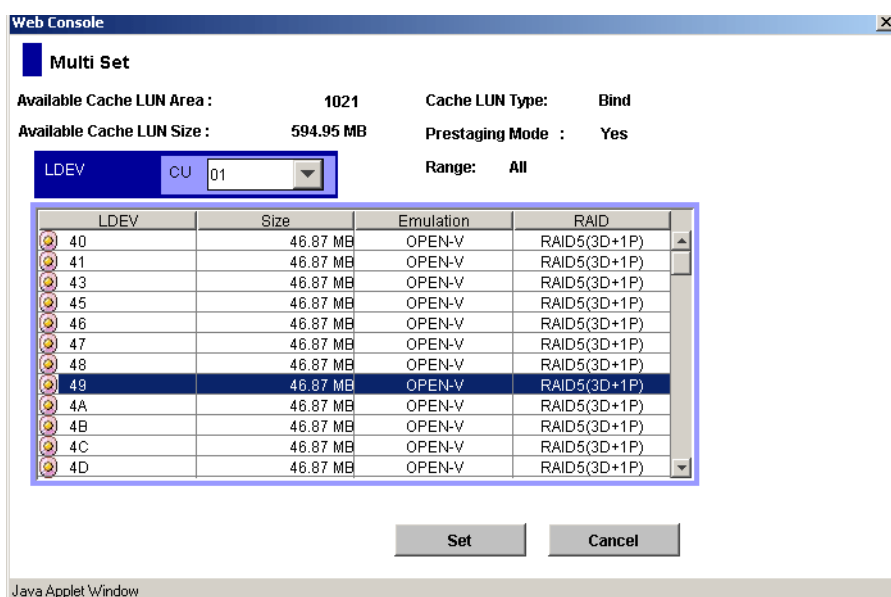 Web Console
Multi Set
Available Cache LUN Area : 1021 Cache LUN Type: Bind
Available Cache LUN Size : 594.95 MB Prestaging Mode : Yes
LDEV CU 01 Range: All
LDEV Size Emulation RAID
40 46.87 MB OPEN-V RAID5(3D+1P)
41 46.87 MB OPEN-V RAID5(3D+1P)
43 46.87 MB OPEN-V RAID5(3D+1P)
45 46.87 MB OPEN-V RAID5(3D+1P)
46 46.87 MB OPEN-V RAID5(3D+1P)
47 46.87 MB OPEN-V RAID5(3D+1P)
48 46.87 MB OPEN-V RAID5(3D+1P)
49 46.87 MB OPEN-V RAID5(3D+1P)
4A 46.87 MB OPEN-V RAID5(3D+1P)
4B 46.87 MB OPEN-V RAID5(3D+1P)
4C 46.87 MB OPEN-V RAID5(3D+1P)
4D 46.87 MB OPEN-V RAID5(3D+1P)
Set Cancel
Java Applet Window